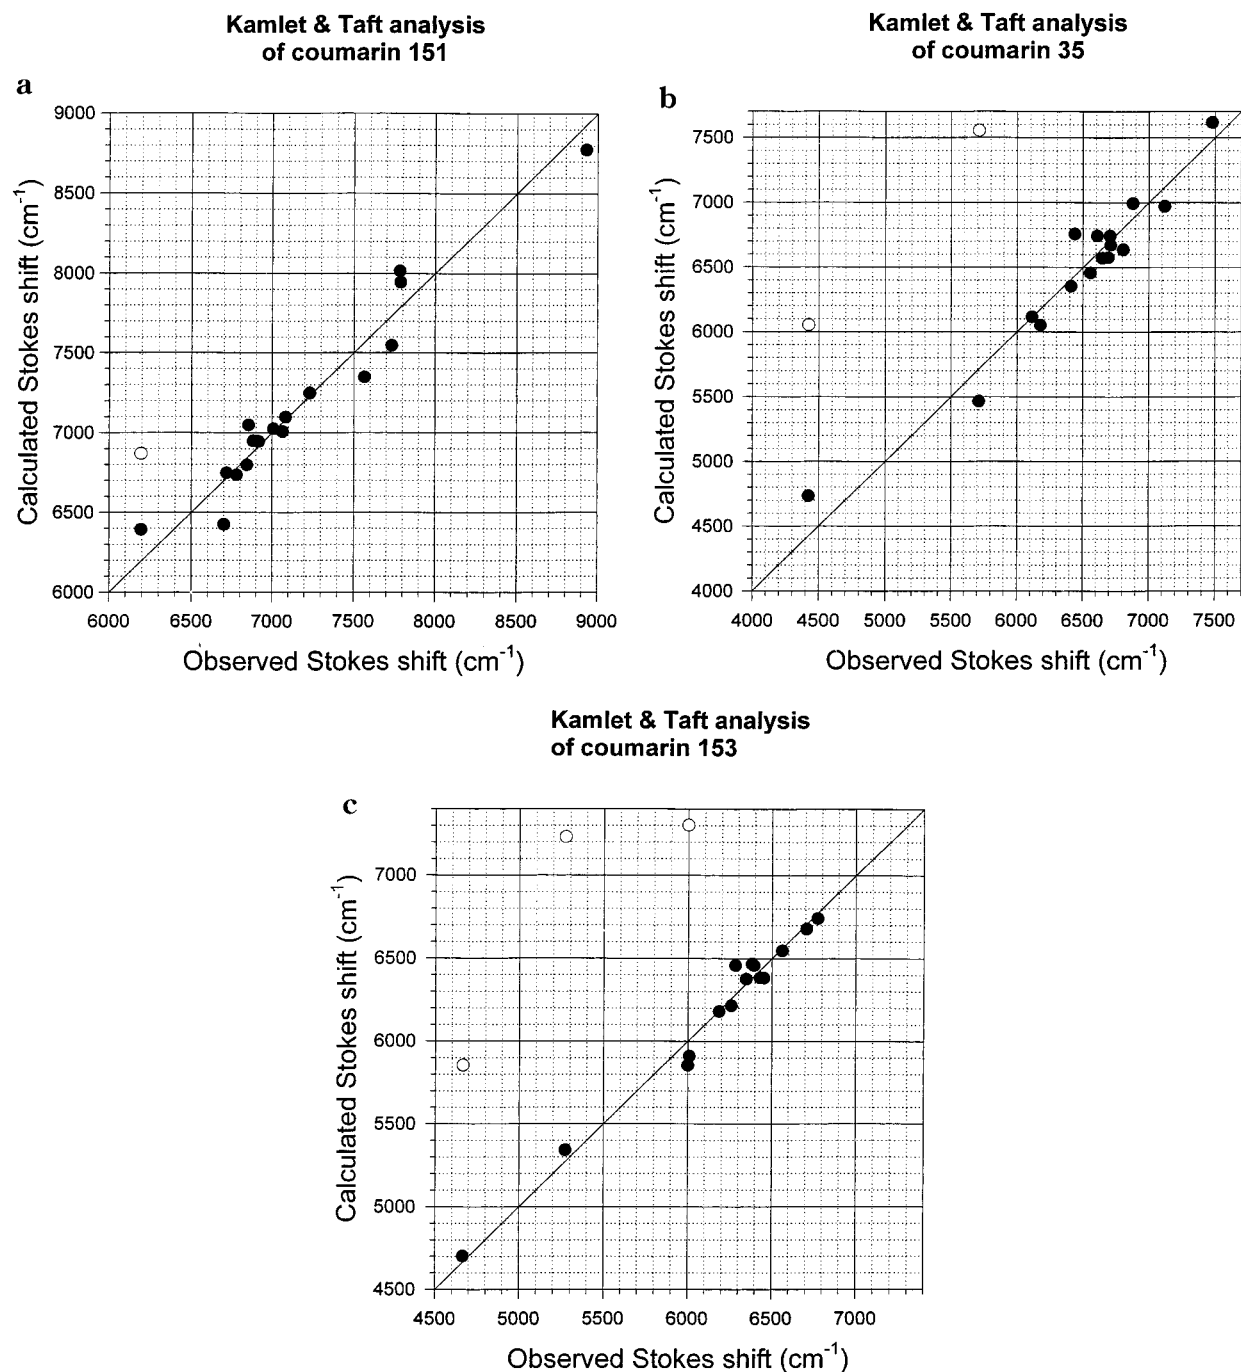 Kamlet & Taft analysis
of coumarin 151
a
9000
8500
8000
7500
7000
6500
6000
6000 6500 7000 7500 8000 8500 9000
Calculated Stokes shift (cm⁻¹)
Observed Stokes shift (cm⁻¹)
Kamlet & Taft analysis
of coumarin 35
b
7500
7000
6500
6000
5500
5000
4500
4000
4000 4500 5000 5500 6000 6500 7000 7500
Calculated Stokes shift (cm⁻¹)
Observed Stokes shift (cm⁻¹)
Kamlet & Taft analysis
of coumarin 153
c
7000
6500
6000
5500
5000
4500
4500 5000 5500 6000 6500 7000
Calculated Stokes shift (cm⁻¹)
Observed Stokes shift (cm⁻¹)